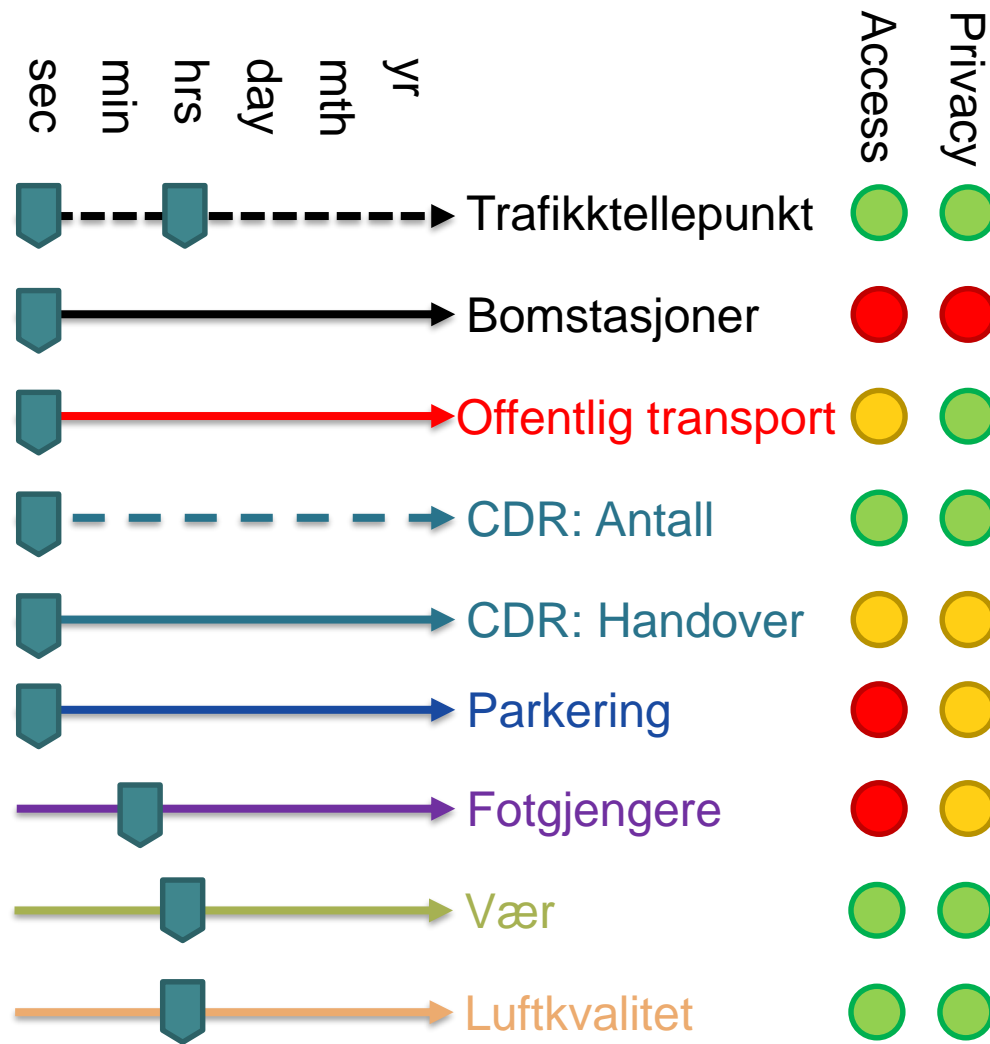 sec
min
hrs
day
mth
yr
Access
Privacy
Trafikktellepunkt
Bomstasjoner
Offentlig transport
CDR: Antall
CDR: Handover
Parkering
Fotgjengere
Vær
Luftkvalitet